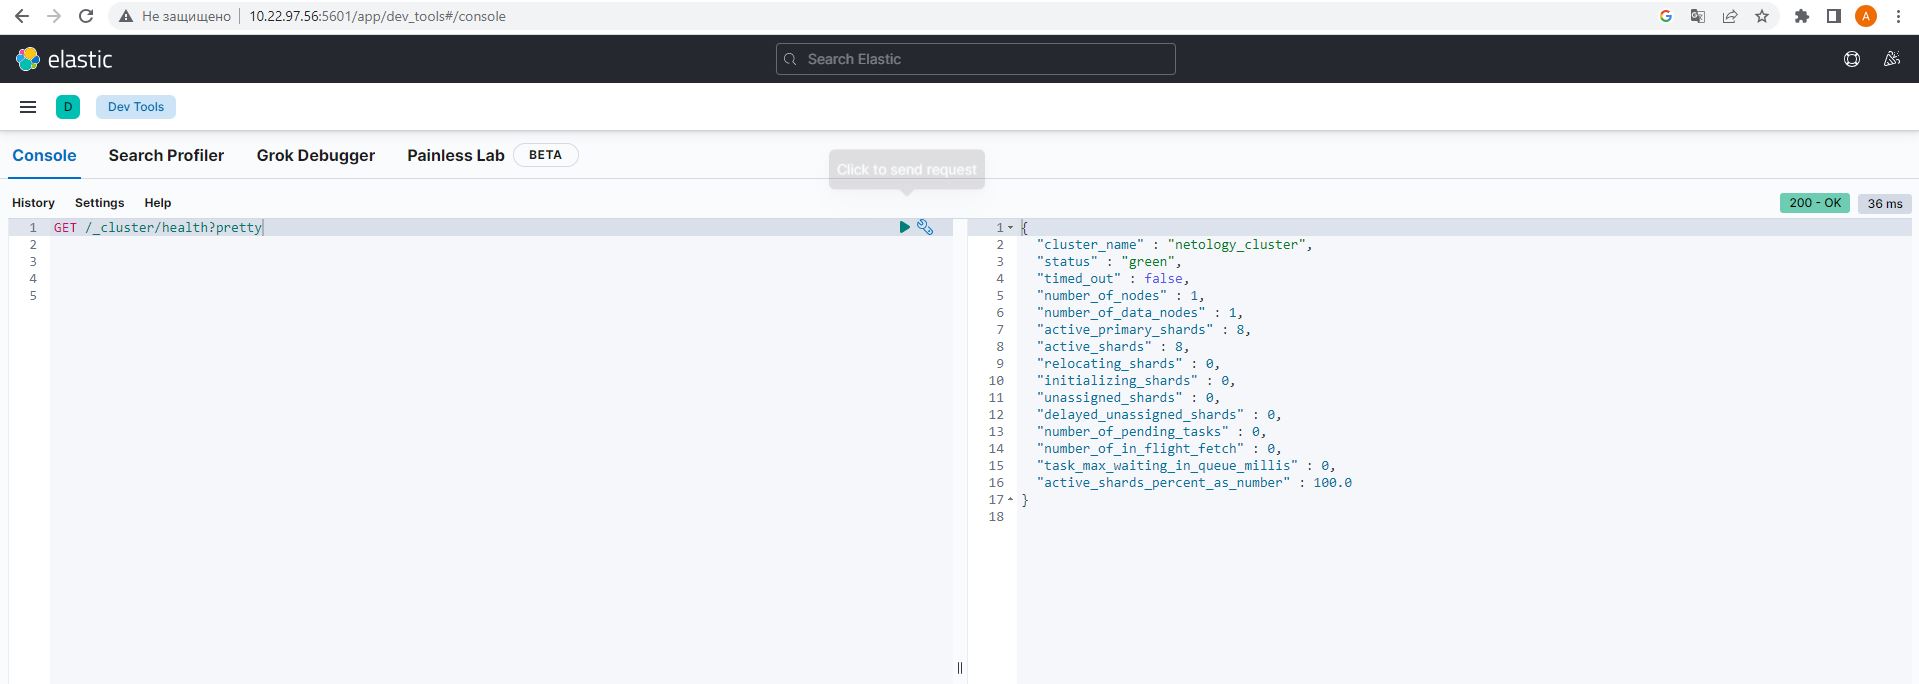 Не защищено 10.22.97.56:5601/app/dev_tools#/console A
elastic Search Elastic
D Dev Tools
Console Search Profiler Grok Debugger Painless Lab BETA
Click to send request
History Settings Help 200 - OK 36 ms
1 GET /_cluster/health?pretty
2
3
4
5
1 {
2 "cluster_name" : "netology_cluster",
3 "status" : "green",
4 "timed_out" : false,
5 "number_of_nodes" : 1,
6 "number_of_data_nodes" : 1,
7 "active_primary_shards" : 8,
8 "active_shards" : 8,
9 "relocating_shards" : 0,
10 "initializing_shards" : 0,
11 "unassigned_shards" : 0,
12 "delayed_unassigned_shards" : 0,
13 "number_of_pending_tasks" : 0,
14 "number_of_in_flight_fetch" : 0,
15 "task_max_waiting_in_queue_millis" : 0,
16 "active_shards_percent_as_number" : 100.0
17 }
18